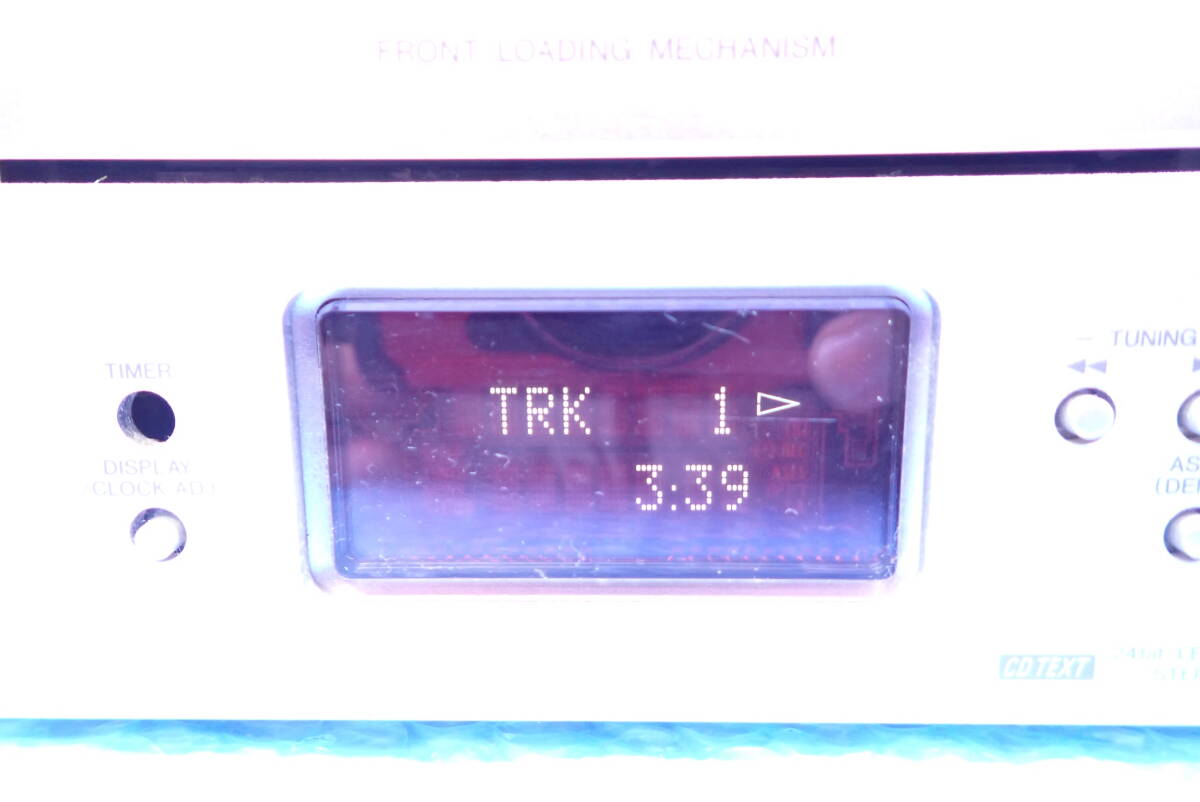 FRONT LOADING MECHANISM
TIMER
DISPLAY
/CLOCK ADJ
TRK 1
3:39
– TUNING
CD TEXT